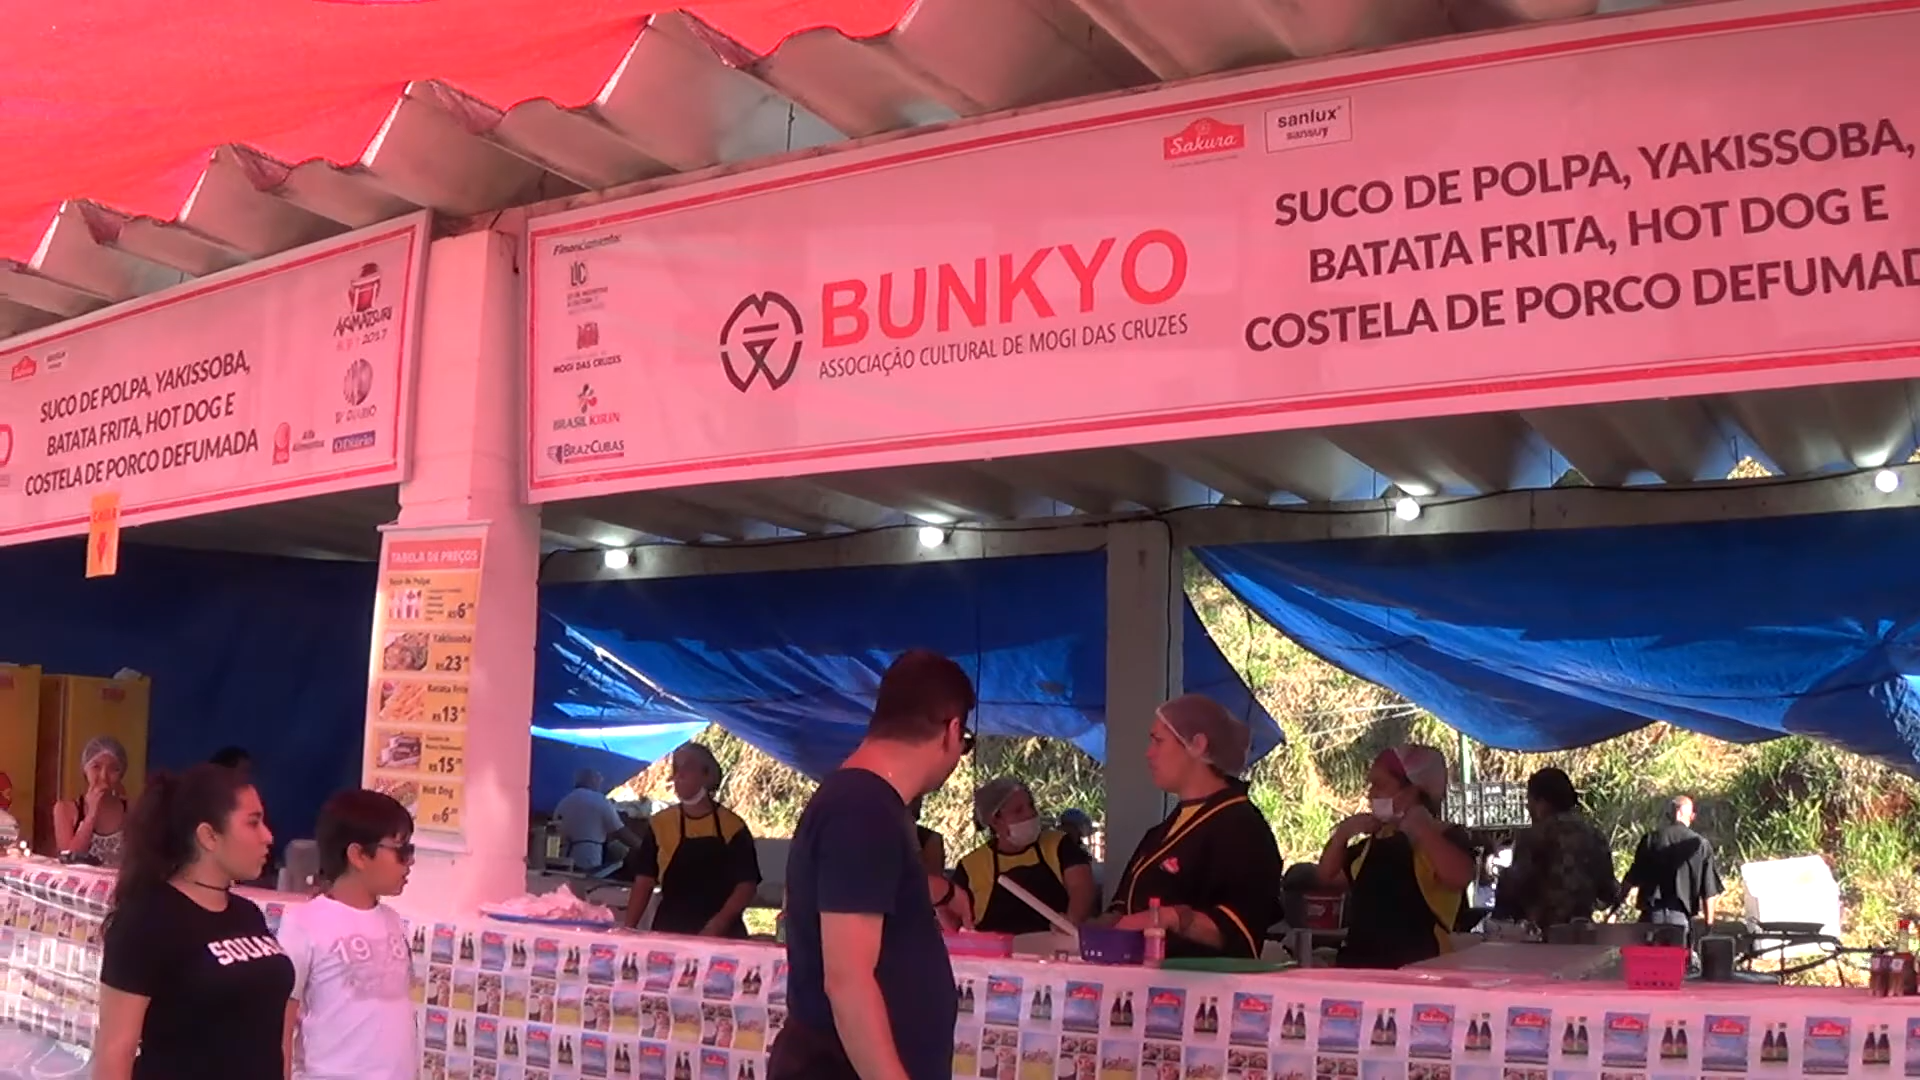 SUCO DE POLPA, YAKISSOBA,
BATATA FRITA, HOT DOG E
COSTELA DE PORCO DEFUMADA
AKIMATSURI
2017
O Diário
CAIXA
Financiamento:
LIC
MOGI DAS CRUZES
BRASIL KIRIN
BRAZCUBAS
BUNKYO
ASSOCIAÇÃO CULTURAL DE MOGI DAS CRUZES
Sakura
sanlux
sansuy
SUCO DE POLPA, YAKISSOBA,
BATATA FRITA, HOT DOG E
COSTELA DE PORCO DEFUMAD
TABELA DE PREÇOS
Suco de Polpa
R$6
Yakissoba
R$23
Batata Frita
R$13
R$15
Hot Dog
R$6
SQUA
19 8